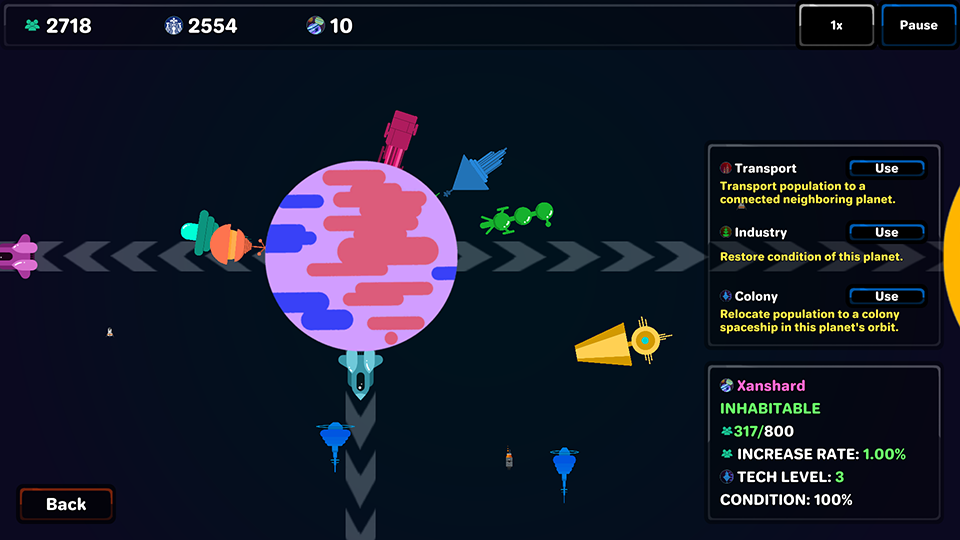 2718
2554
10
1x
Pause
Transport
Use
Transport population to a
connected neighboring planet.
Industry
Use
Restore condition of this planet.
Colony
Use
Relocate population to a colony
spaceship in this planet's orbit.
Xanshard
INHABITABLE
317/800
INCREASE RATE: 1.00%
TECH LEVEL: 3
CONDITION: 100%
Back